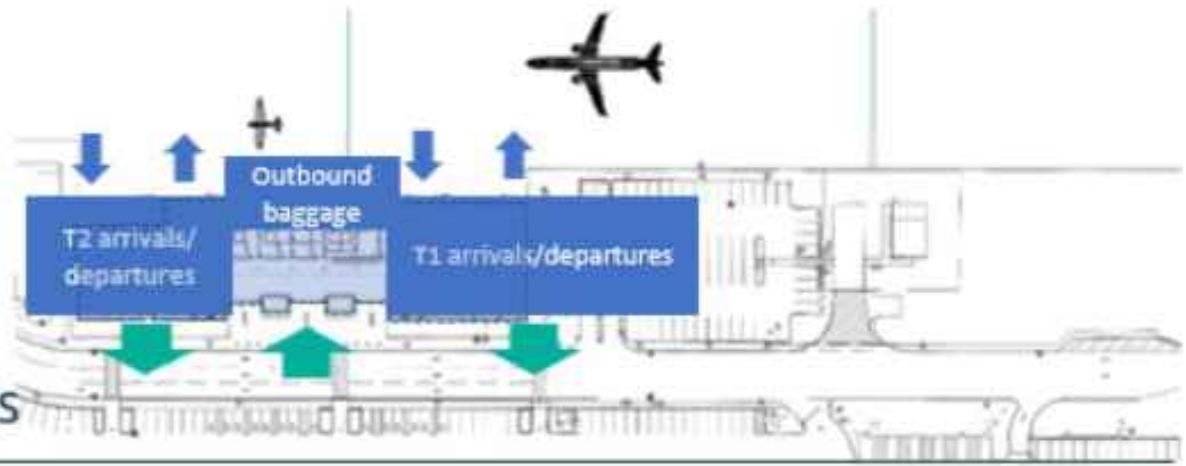 Outbound
baggage
T2 arrivals/
departures
T1 arrivals/departures
S